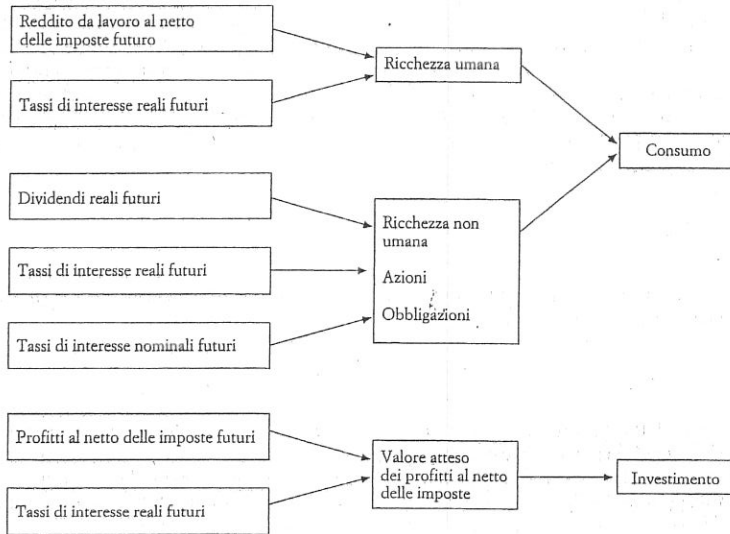 Reddito da lavoro al netto
delle imposte futuro
Tassi di interesse reali futuri
Ricchezza umana
Consumo
Dividendi reali futuri
Tassi di interesse reali futuri
Tassi di interesse nominali futuri
Ricchezza non
umana
Azioni
Obbligazioni
Profitti al netto delle imposte futuri
Tassi di interesse reali futuri
Valore atteso
dei profitti al netto
delle imposte
Investimento